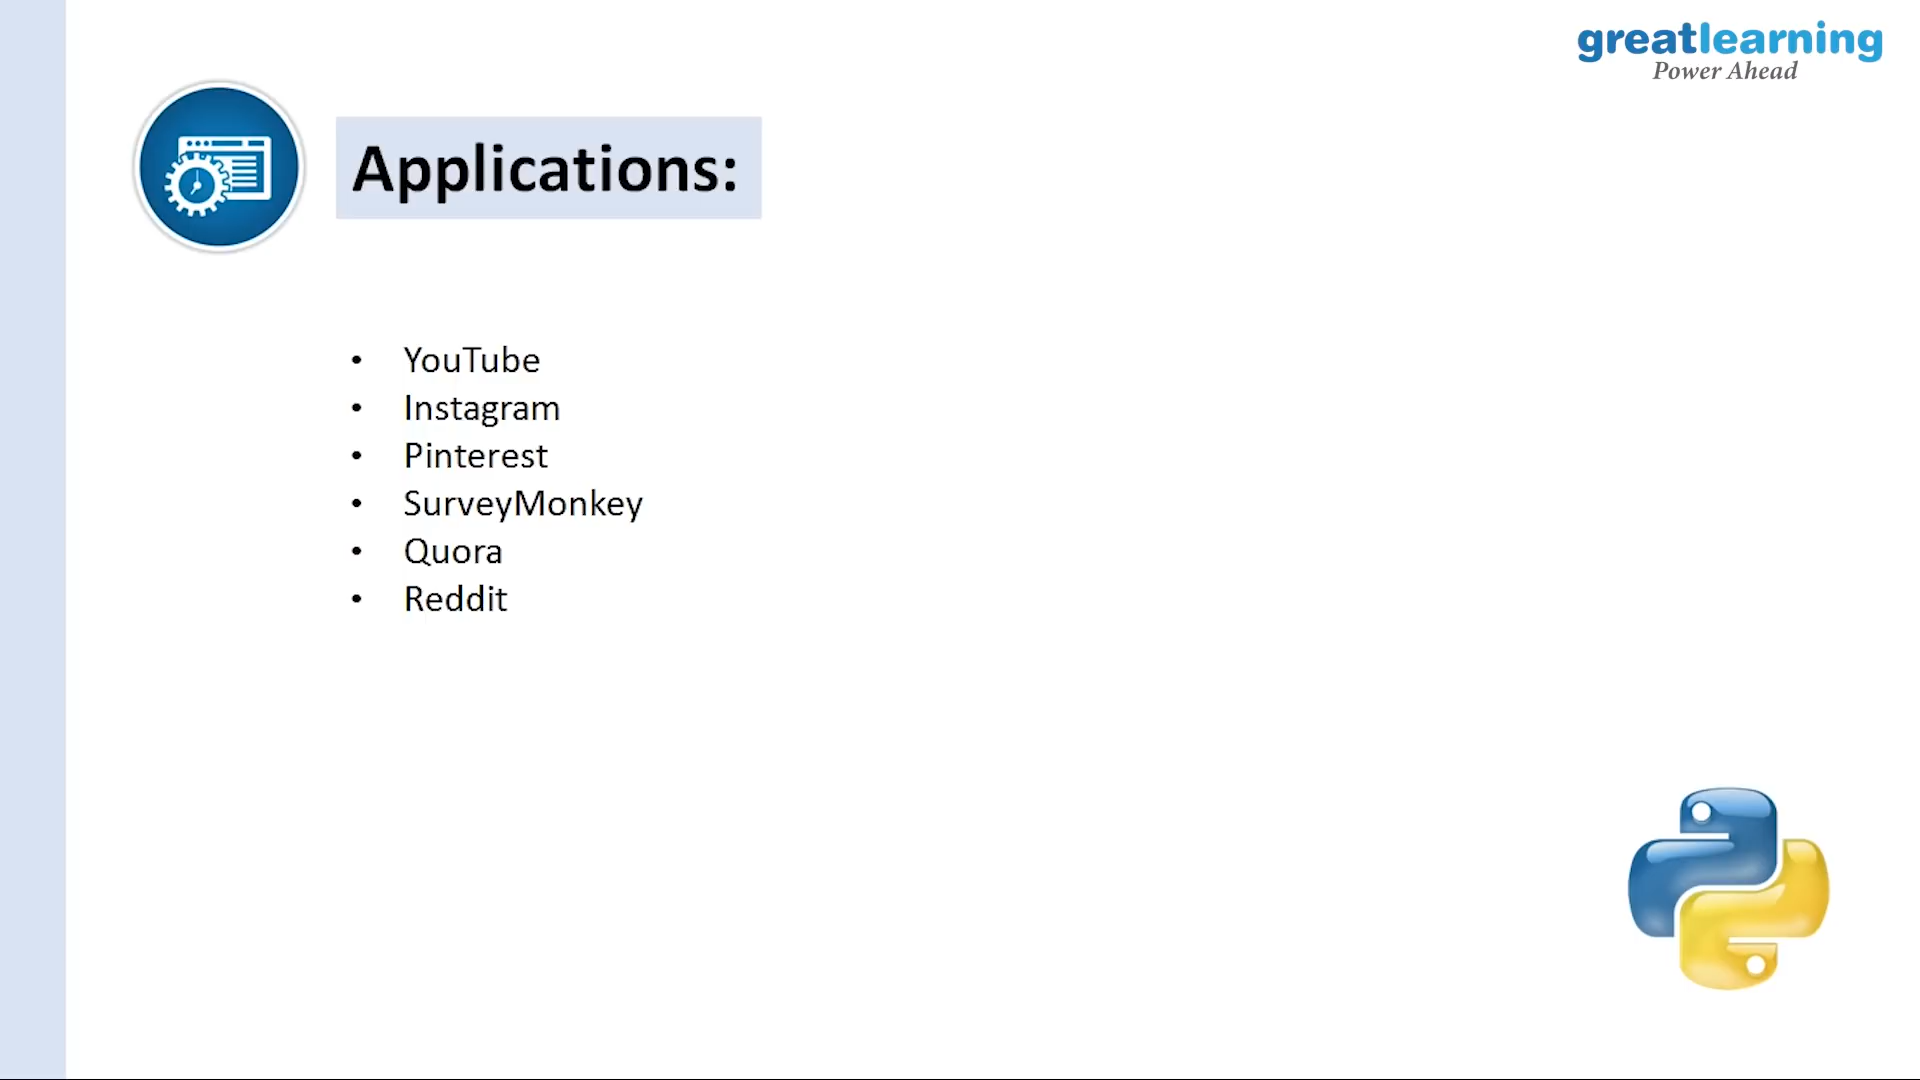 greatlearning
Power Ahead
Applications:
• YouTube
• Instagram
• Pinterest
• SurveyMonkey
• Quora
• Reddit